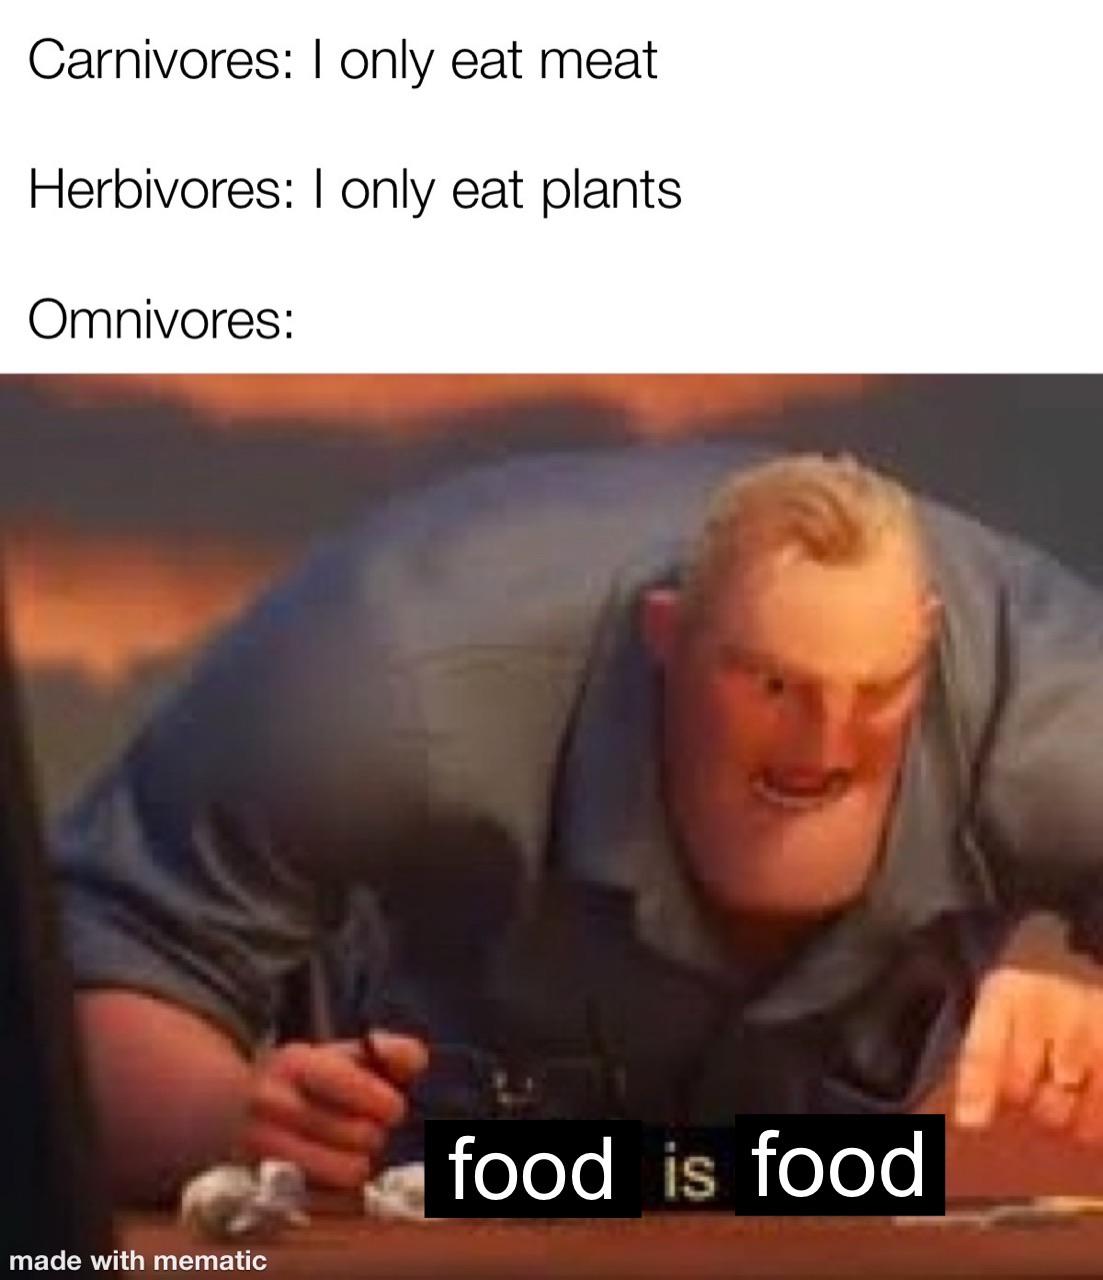 Carnivores: I only eat meat
Herbivores: I only eat plants
Omnivores:
food is food
made with mematic